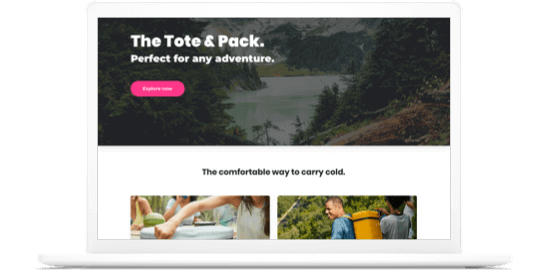 The Tote & Pack.
Perfect for any adventure.
Explore now
The comfortable way to carry cold.